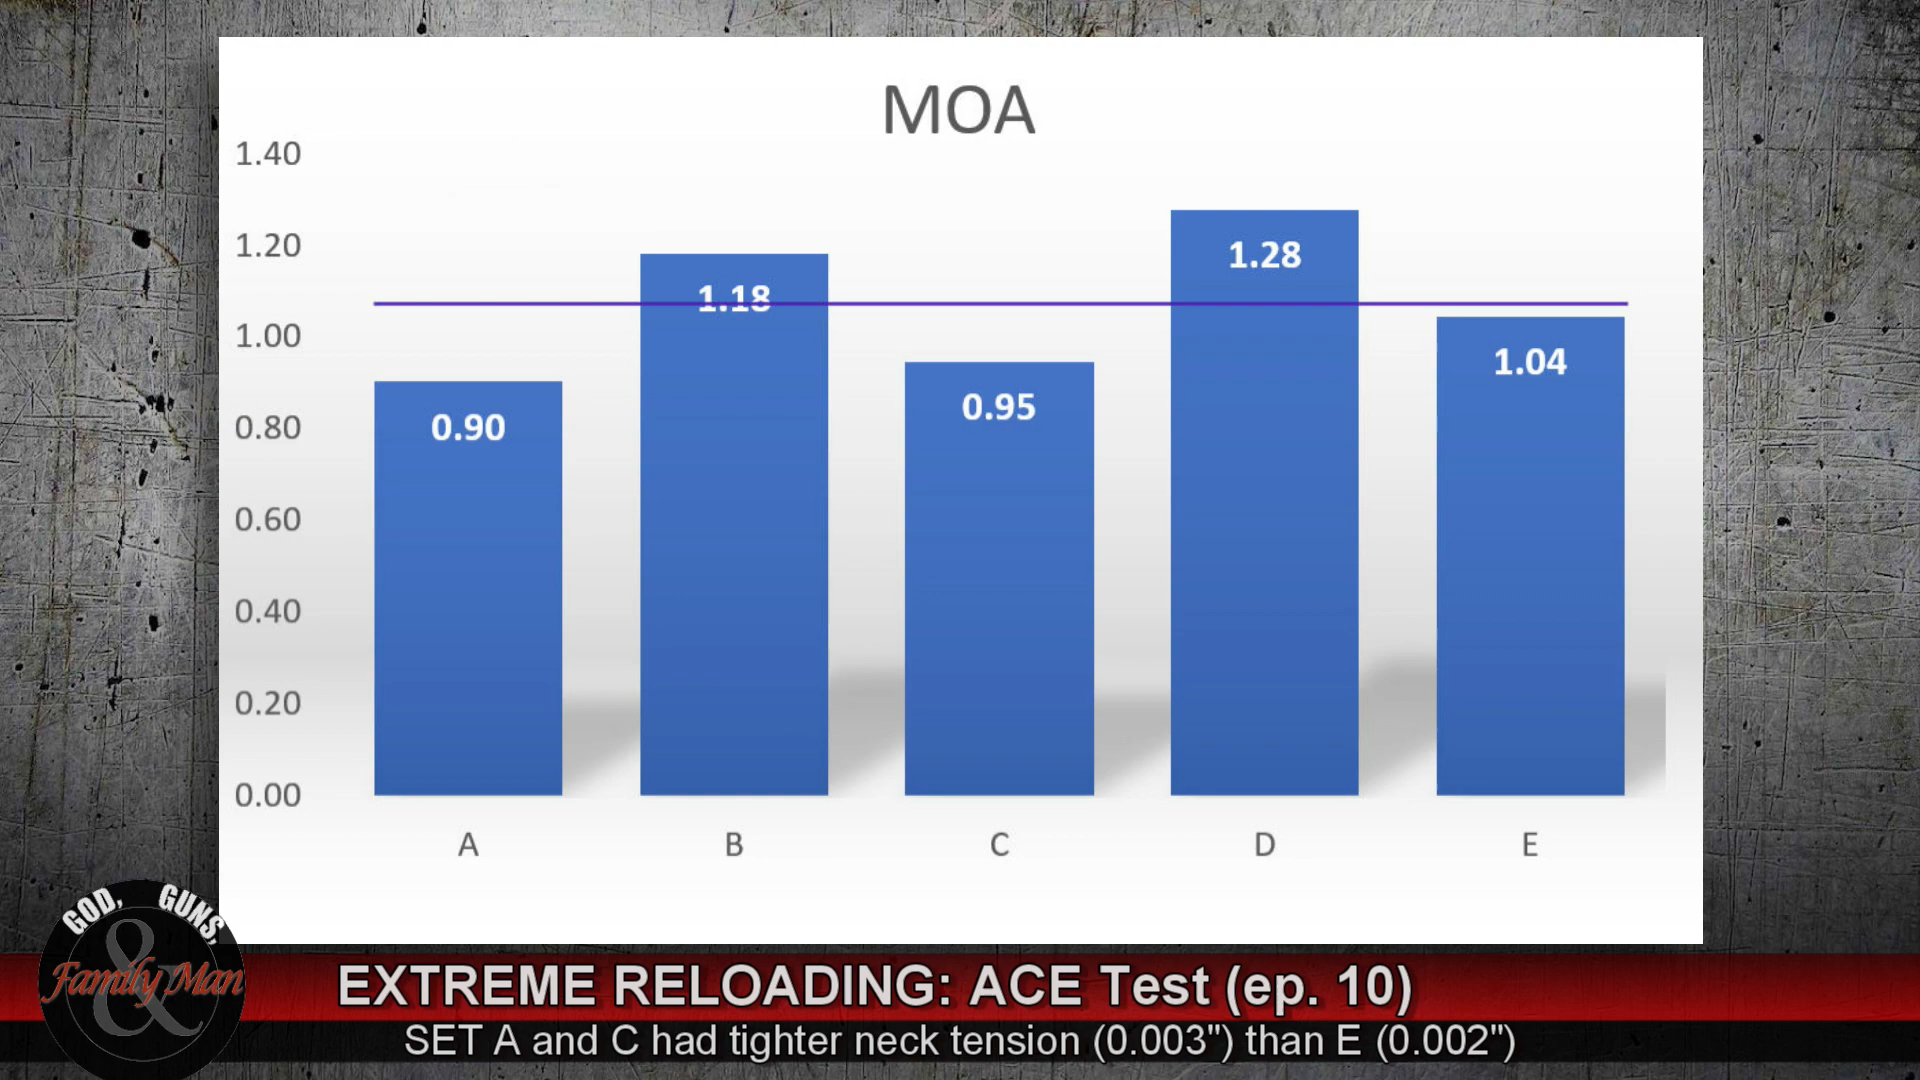 MOA
1.40
1.20
1.00
0.80
0.60
0.40
0.20
0.00
0.90
1.18
0.95
1.28
1.04
A B C D E
GOD, GUNS,
& Family Man
EXTREME RELOADING: ACE Test (ep. 10)
SET A and C had tighter neck tension (0.003") than E (0.002")